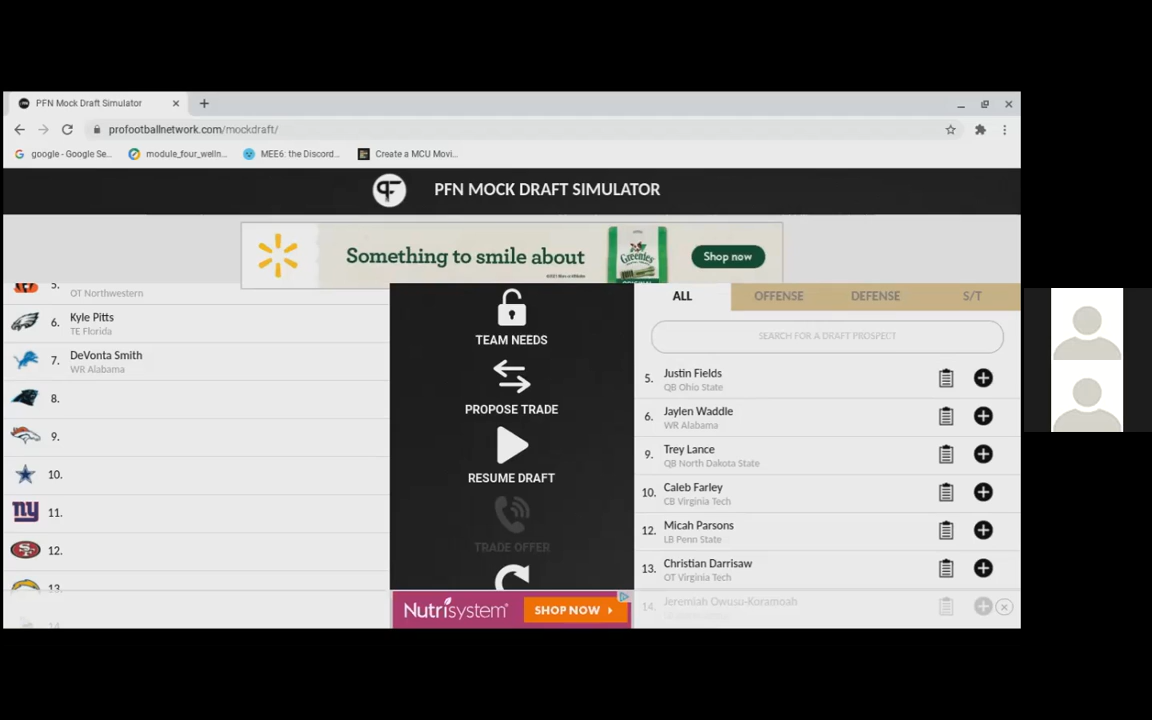 PFN Mock Draft Simulator
profootballnetwork.com/mockdraft/
google - Google Se...
module_four_welln...
MEE6: the Discord...
Create a MCU Movi...
PFN MOCK DRAFT SIMULATOR
Something to smile about
Greenies
Shop now
5.
OT Northwestern
6. Kyle Pitts
TE Florida
7. DeVonta Smith
WR Alabama
8.
9.
10.
11.
ny
12.
13.
14.
TEAM NEEDS
PROPOSE TRADE
RESUME DRAFT
TRADE OFFER
Nutrisystem
SHOP NOW
ALL
OFFENSE
DEFENSE
S/T
SEARCH FOR A DRAFT PROSPECT
5. Justin Fields
QB Ohio State
6. Jaylen Waddle
WR Alabama
9. Trey Lance
QB North Dakota State
10. Caleb Farley
CB Virginia Tech
12. Micah Parsons
LB Penn State
13. Christian Darrisaw
OT Virginia Tech
14. Jeremiah Owusu-Koramoah